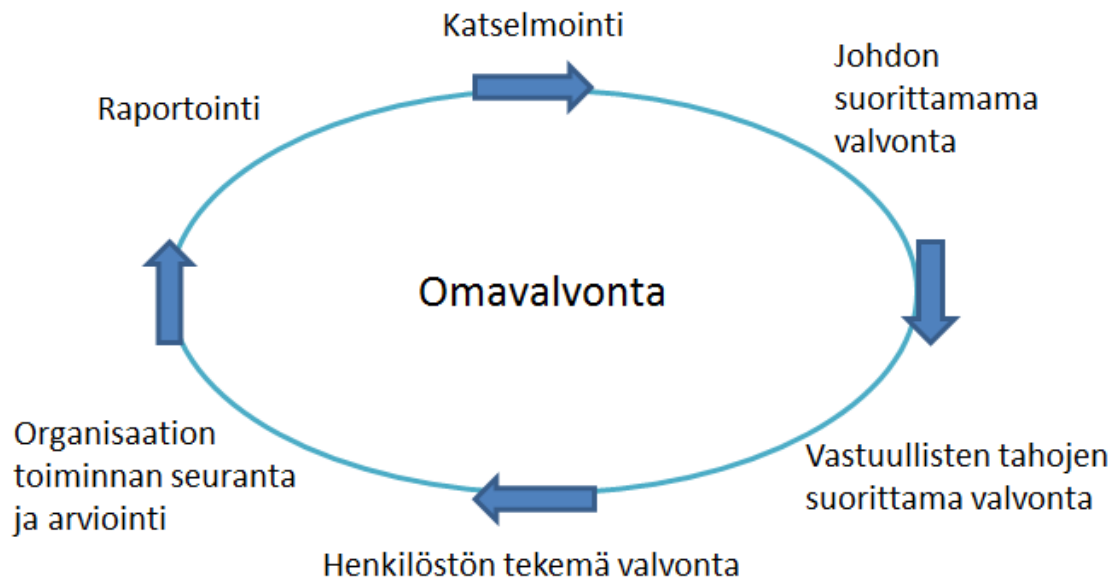 Katselmointi
Johdon
suorittamama
valvonta
Raportointi
Omavalvonta
Organisaation
toiminnan seuranta
ja arviointi
Vastuullisten tahojen
suorittama valvonta
Henkilöstön tekemä valvonta